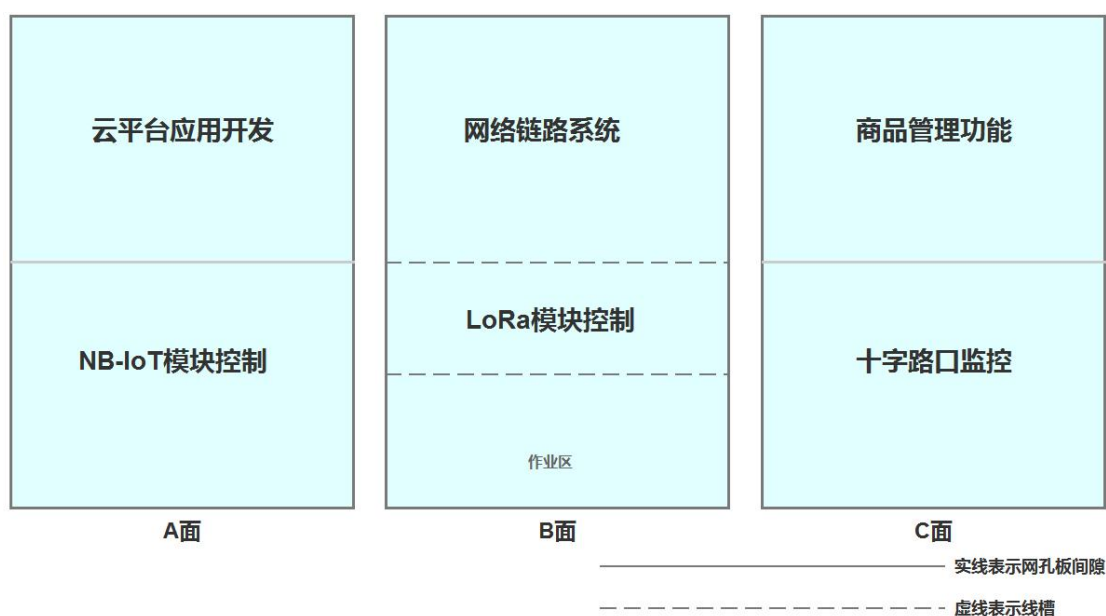 云平台应用开发
网络链路系统
商品管理功能
LoRa模块控制
NB-IoT模块控制
十字路口监控
作业区
A面
B面
C面
实线表示网孔板间隙
虚线表示线槽